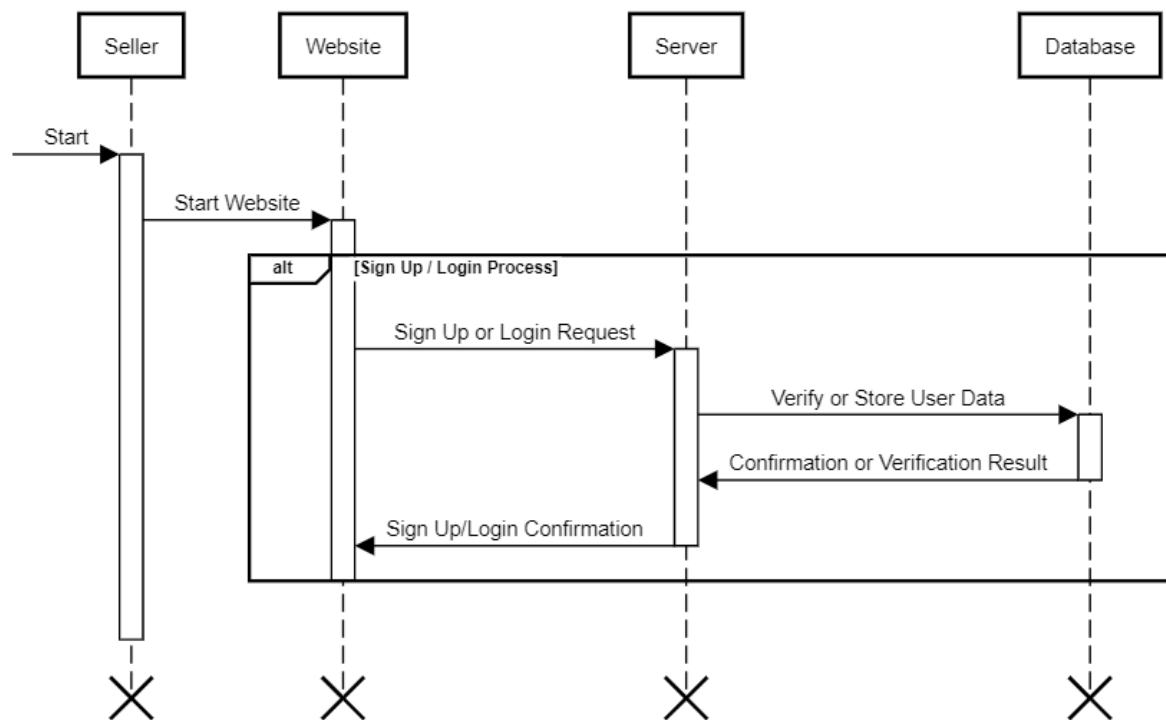 Seller
Website
Server
Database
Start
Start Website
alt
[Sign Up / Login Process]
Sign Up or Login Request
Verify or Store User Data
Confirmation or Verification Result
Sign Up/Login Confirmation